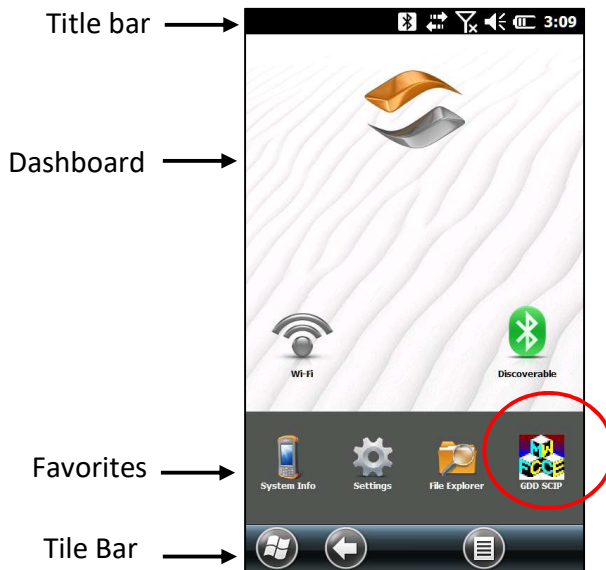 Title bar
3:09
Dashboard
Wi-Fi
Discoverable
Favorites
System Info
Settings
File Explorer
GDD SCIP
Tile Bar